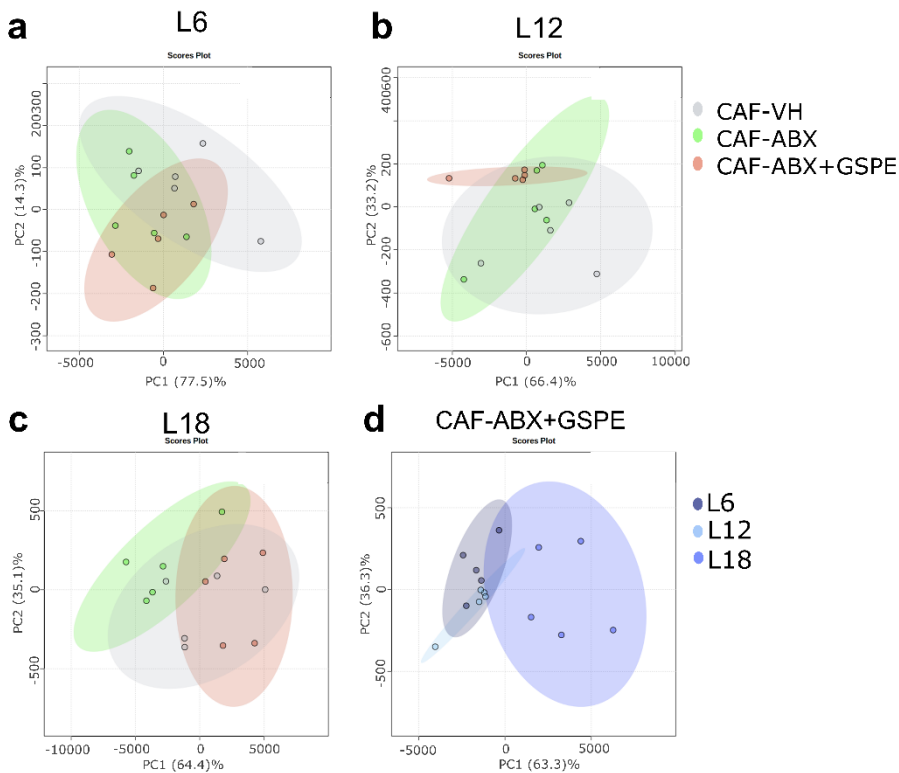 a
L6
Scores Plot
200300
100
0
-100
-200
-300
PC2 (14.3)%
-5000
0
5000
PC1 (77.5)%
b
L12
Scores Plot
400600
200
0
-200
-400
-600
PC2 (33.2)%
-5000
0
5000
10000
PC1 (66.4)%
CAF-VH
CAF-ABX
CAF-ABX+GSPE
c
L18
Scores Plot
500
0
-500
PC2 (35.1)%
-10000
-5000
0
5000
PC1 (64.4)%
d
CAF-ABX+GSPE
Scores Plot
500
0
-500
PC2 (36.3)%
-5000
0
5000
PC1 (63.3)%
L6
L12
L18